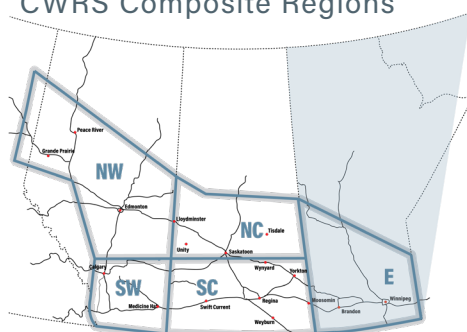 CWRS Composite Regions
Peace River
Grande Prairie
NW
Edmonton
Lloydminster
NC
Tisdale
Unity
Saskatoon
Calgary
Wynyard
Yorkton
E
SW
SC
Medicine Hat
Swift Current
Regina
Moosomin
Winnipeg
Brandon
Weyburn